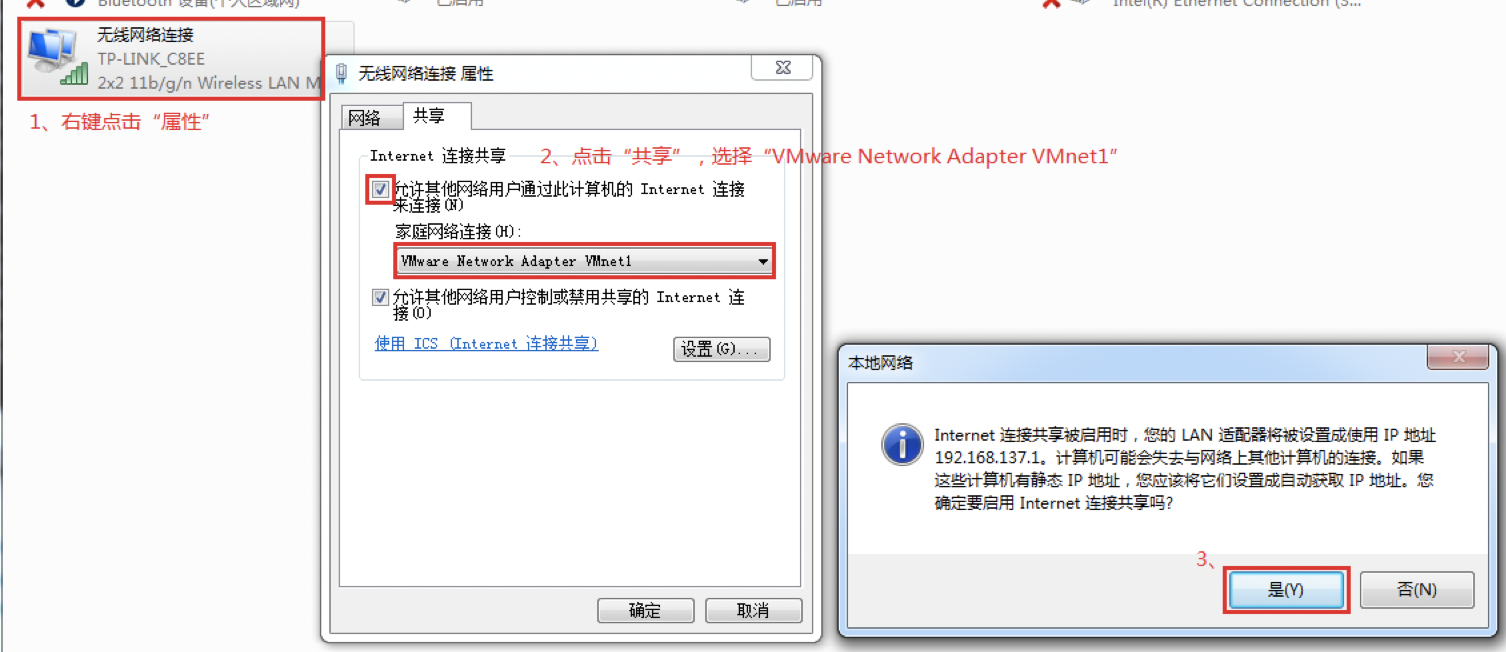 Bluetooth 设备(个人区域网)
已启用
已启用
Intel(R) Ethernet Connection (3...
无线网络连接
TP-LINK_C8EE
2x2 11b/g/n Wireless LAN M
1、右键点击“属性”
无线网络连接 属性
网络
共享
Internet 连接共享
2、点击“共享”，选择“VMware Network Adapter VMnet1”
允许其他网络用户通过此计算机的 Internet 连接
来连接(N)
家庭网络连接(H):
VMware Network Adapter VMnet1
允许其他网络用户控制或禁用共享的 Internet 连
接(O)
使用 ICS (Internet 连接共享)
设置(G)...
确定
取消
本地网络
Internet 连接共享被启用时，您的 LAN 适配器将被设置成使用 IP 地址
192.168.137.1。计算机可能会失去与网络上其他计算机的连接。如果
这些计算机有静态 IP 地址，您应该将它们设置成自动获取 IP 地址。您
确定要启用 Internet 连接共享吗?
3、
是(Y)
否(N)